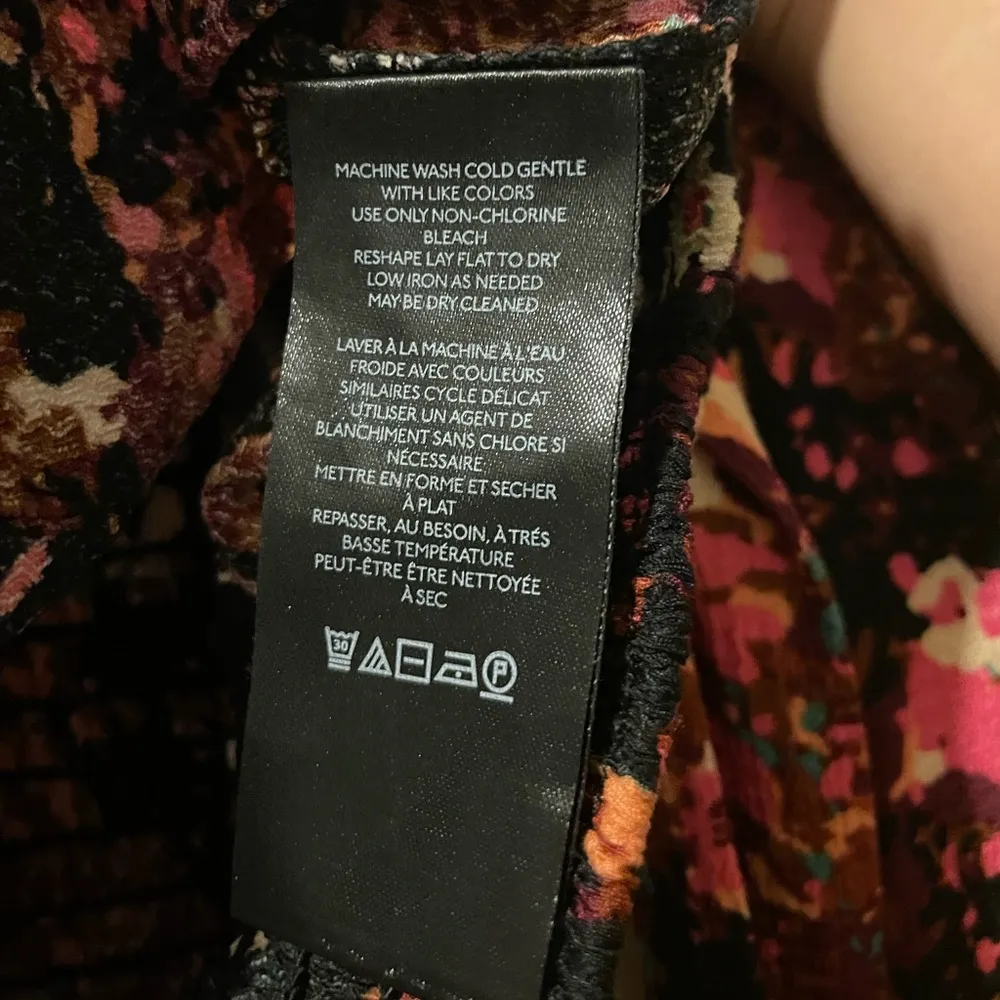 MACHINE WASH COLD GENTLE
WITH LIKE COLORS
USE ONLY NON-CHLORINE
BLEACH
RESHAPE LAY FLAT TO DRY
LOW IRON AS NEEDED
MAY BE DRY CLEANED
LAVER À LA MACHINE À L'EAU
FROIDE AVEC COULEURS
SIMILAIRES CYCLE DÉLICAT
UTILISER UN AGENT DE
BLANCHIMENT SANS CHLORE SI
NÉCESSAIRE
METTRE EN FORME ET SECHER
À PLAT
REPASSER, AU BESOIN, À TRÉS
BASSE TEMPÉRATURE
PEUT-ÊTRE ÊTRE NETTOYÉE
À SEC
30 P